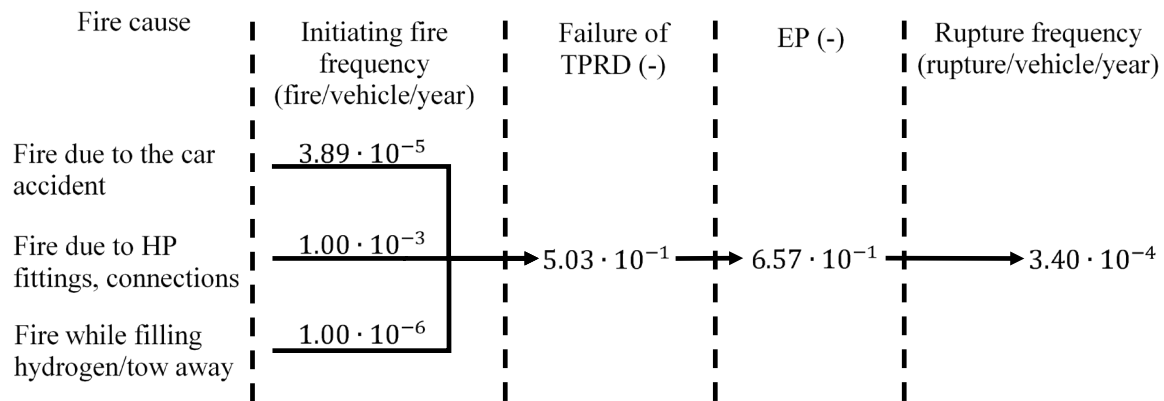 Fire cause
Initiating fire
frequency
(fire/vehicle/year)
Failure of
TPRD (-)
EP (-)
Rupture frequency
(rupture/vehicle/year)
Fire due to the car
accident
3.89 · 10⁻⁵
Fire due to HP
fittings, connections
1.00 · 10⁻³
5.03 · 10⁻¹
6.57 · 10⁻¹
3.40 · 10⁻⁴
Fire while filling
hydrogen/tow away
1.00 · 10⁻⁶